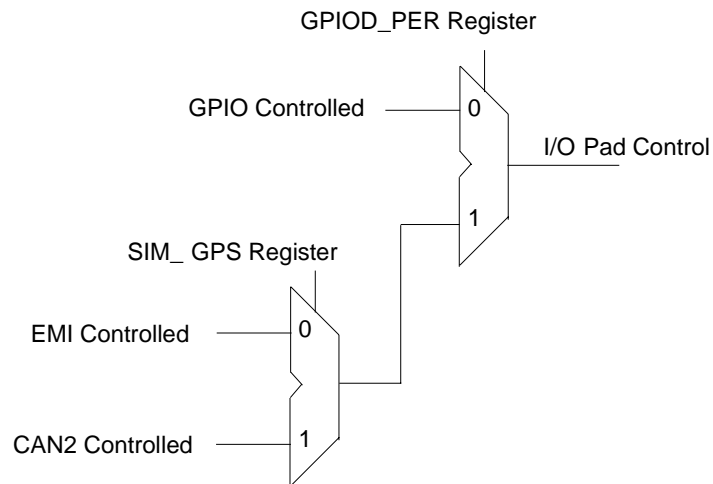 GPIOD_PER Register
GPIO Controlled
0
I/O Pad Control
1
SIM_ GPS Register
EMI Controlled
0
CAN2 Controlled
1